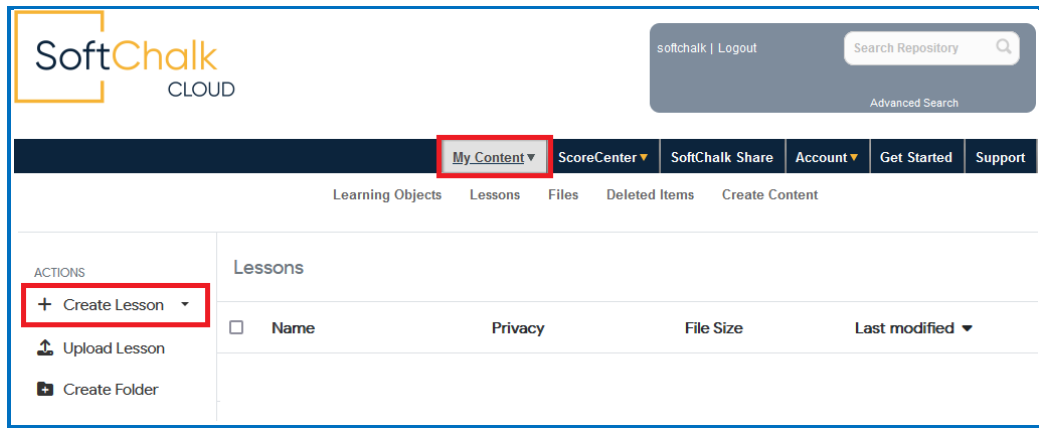 SoftChalk
CLOUD
softchalk | Logout
Search Repository
Advanced Search
My Content ScoreCenter SoftChalk Share Account Get Started Support
Learning Objects Lessons Files Deleted Items Create Content
ACTIONS
+ Create Lesson
Upload Lesson
Create Folder
Lessons
Name Privacy File Size Last modified